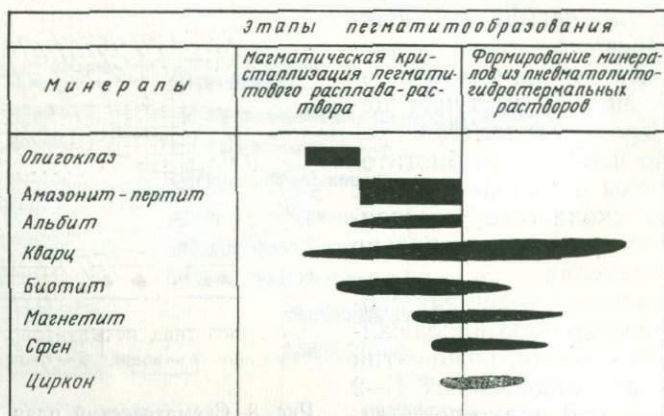 Этапы пегматитообразования
Минералы
Магматическая кри-
сталлизация пегмати-
тового расплава-рас-
твора
Формирование минера-
лов из пневматолито-
гидротермальных
растворов
Олигоклаз
Амазонит-пертит
Альбит
Кварц
Биотит
Магнетит
Сфен
Циркон